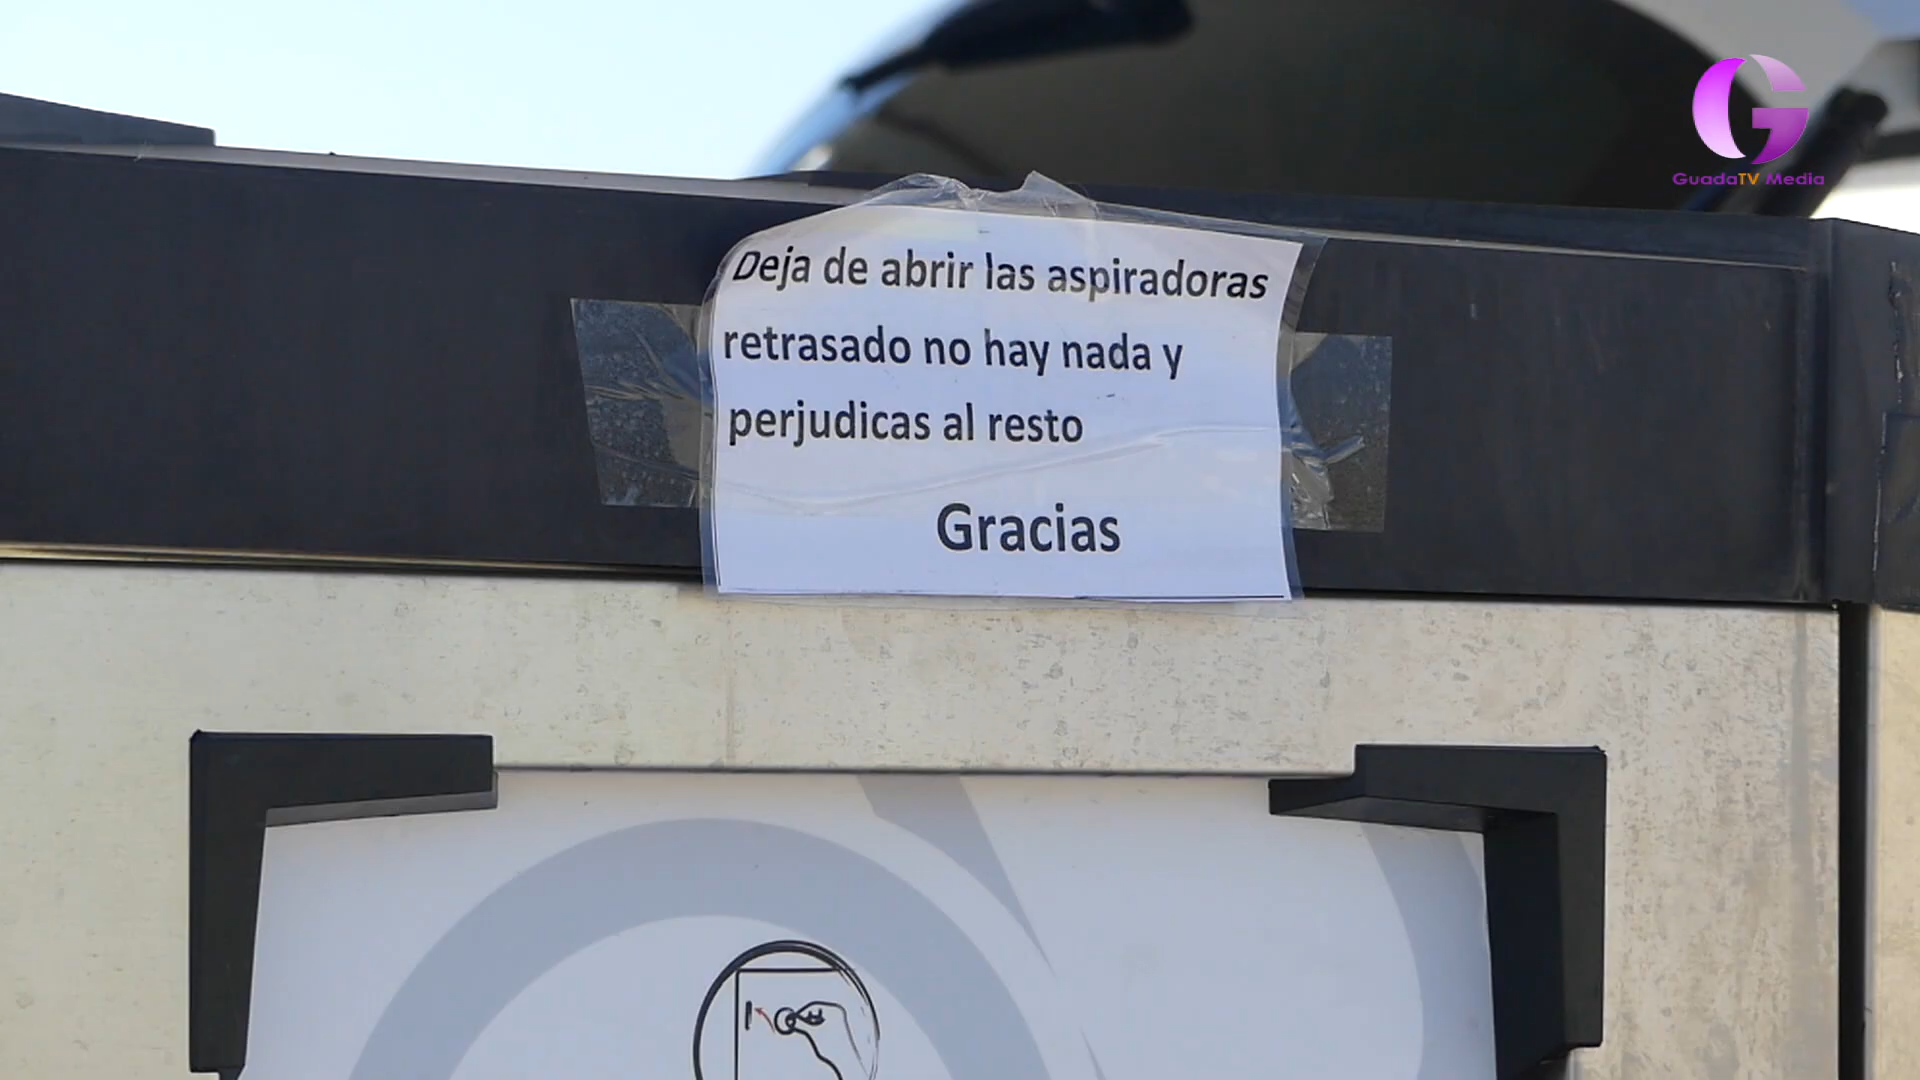 GuadaTV Media
Deja de abrir las aspiradoras
retrasado no hay nada y
perjudicas al resto
Gracias